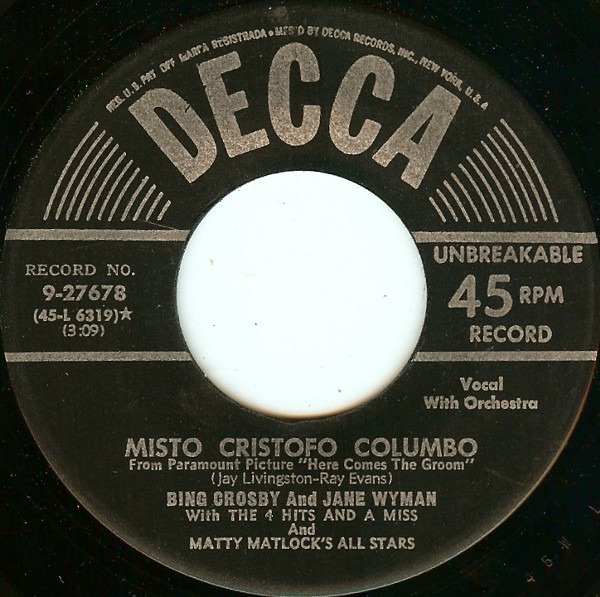 REG. U.S. PAT. OFF. MARCA REGISTRADA • MF'S'D BY DECCA RECORDS, INC., NEW YORK, U.S.A.
DECCA
RECORD NO.
9-27678
(45-L 6319)★
(3:09)
UNBREAKABLE
45 RPM
RECORD
Vocal
With Orchestra
MISTO CRISTOFO COLUMBO
From Paramount Picture "Here Comes The Groom"
(Jay Livingston-Ray Evans)
BING CROSBY And JANE WYMAN
With THE 4 HITS AND A MISS
And
MATTY MATLOCK'S ALL STARS